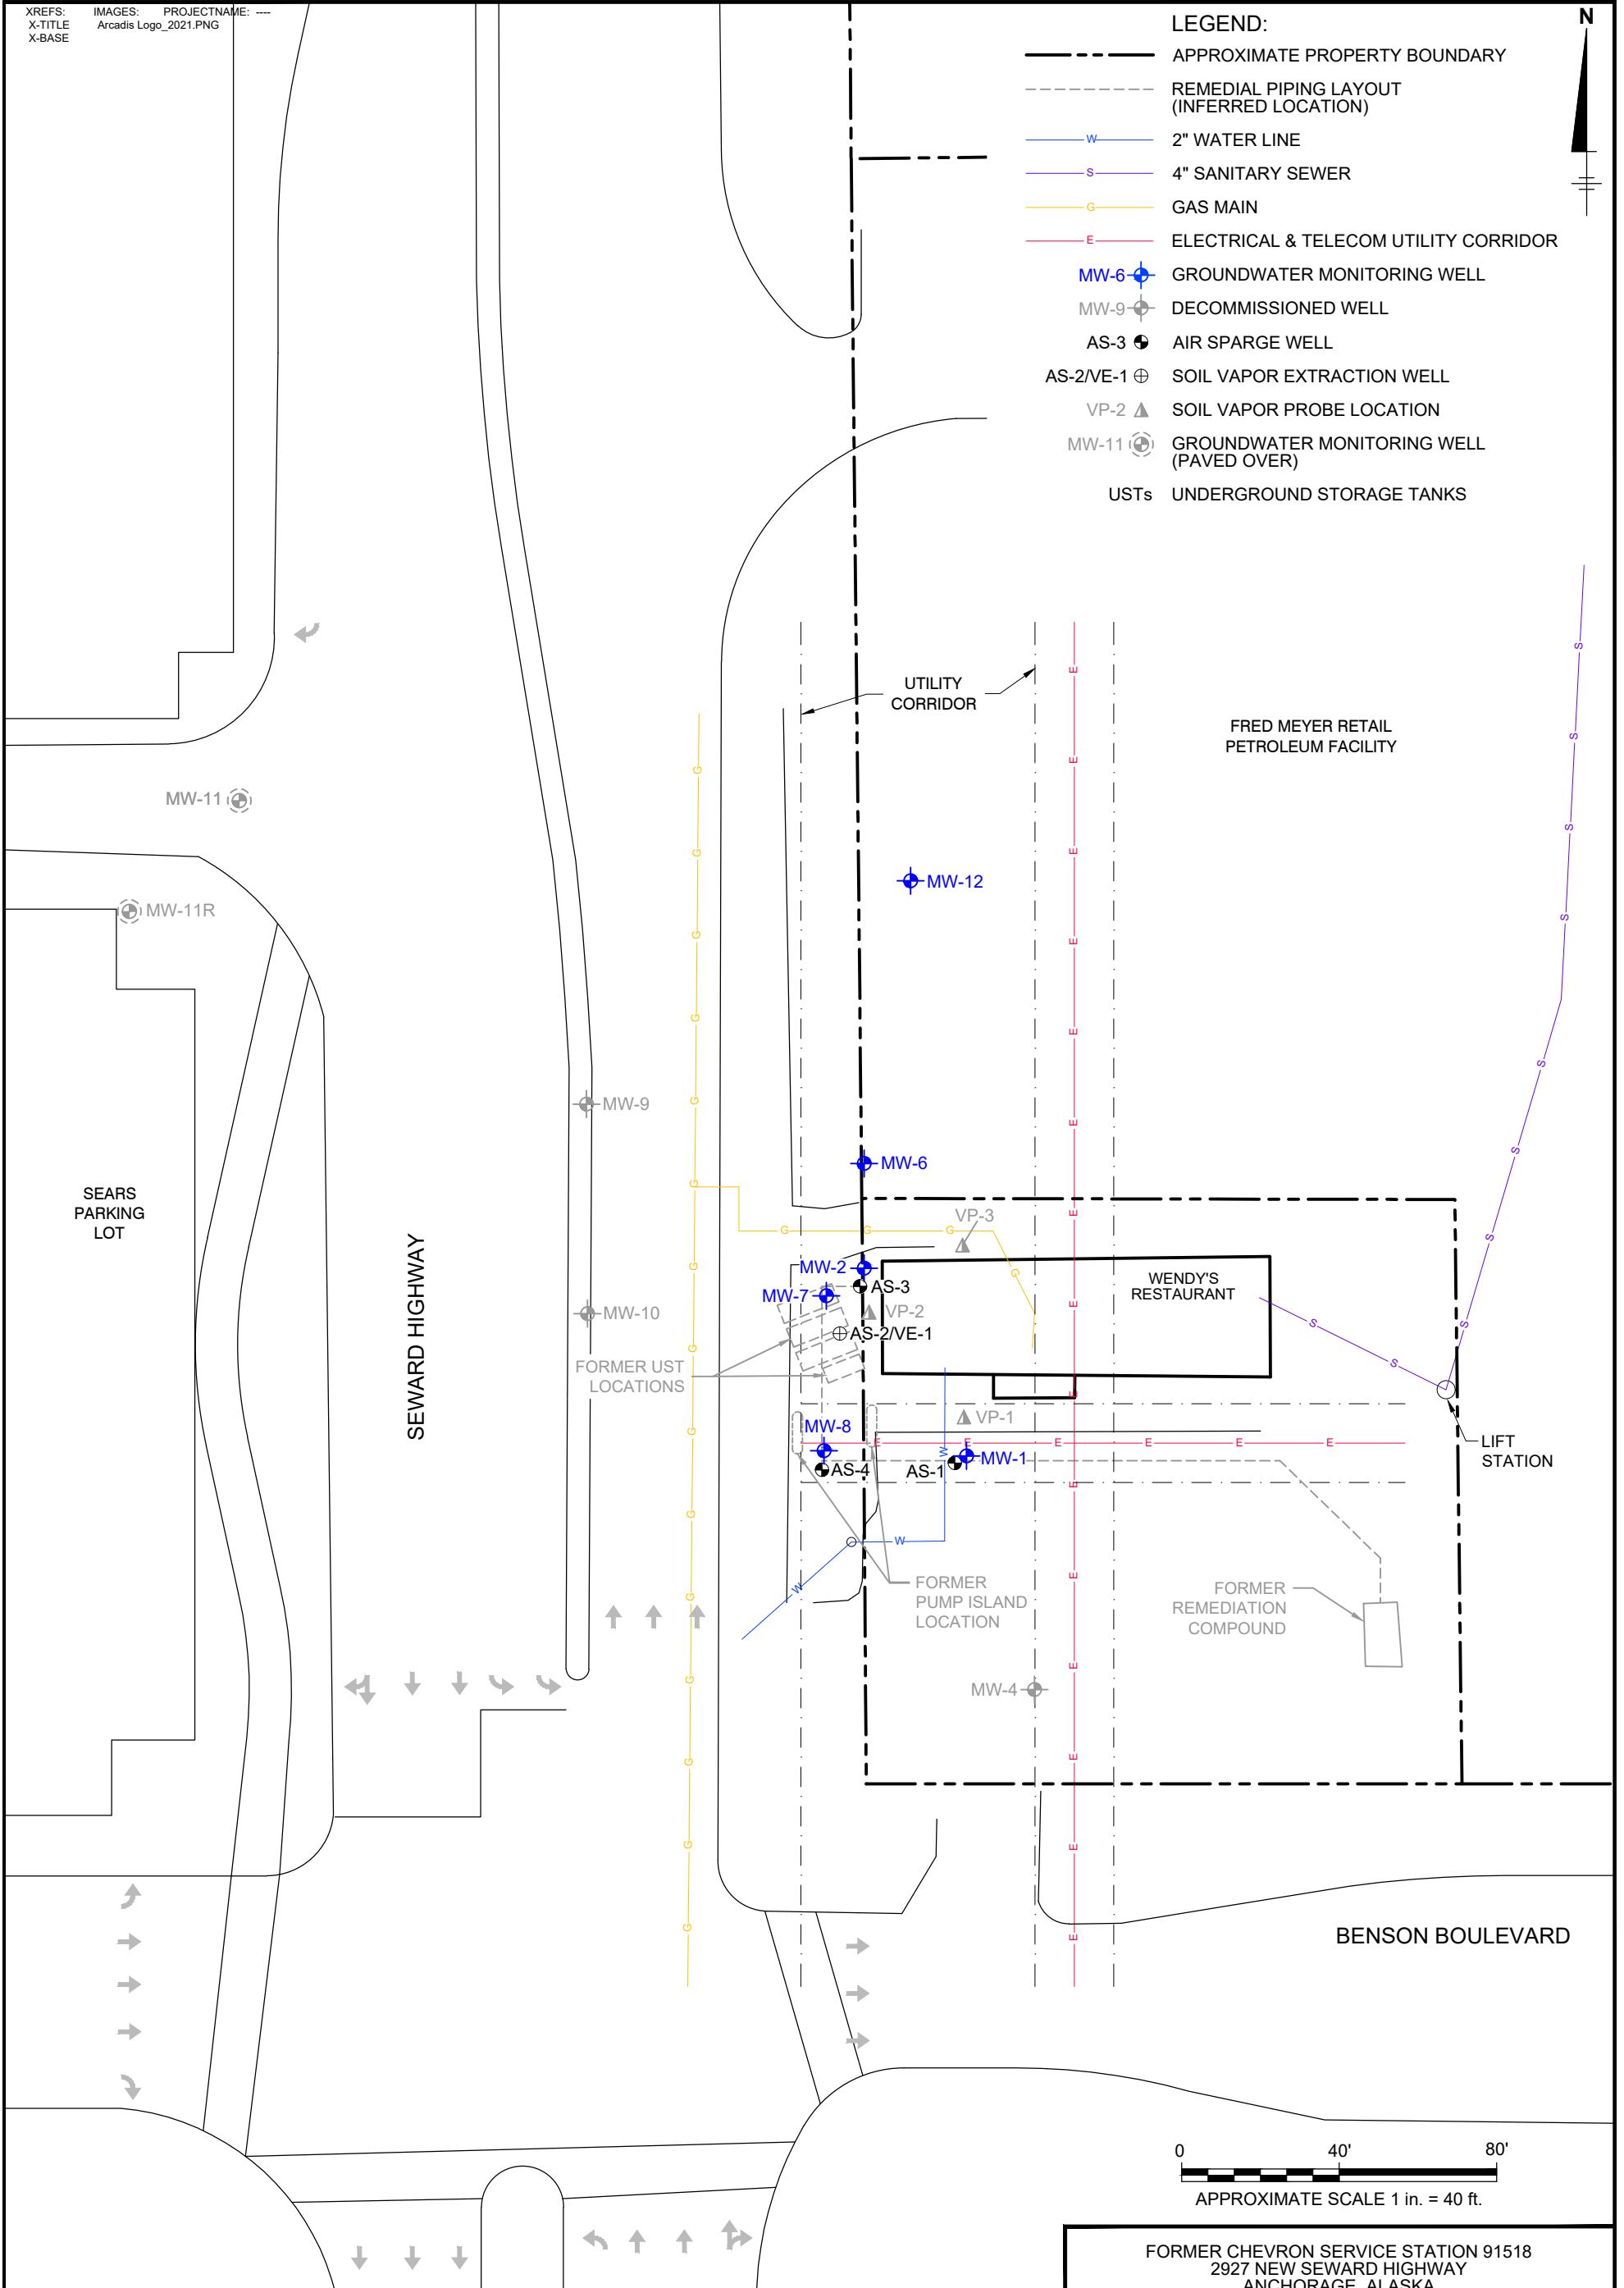 XREFS: IMAGES: PROJECTNAME: ----
X-TITLE Arcadis Logo_2021.PNG
X-BASE
LEGEND:
N
APPROXIMATE PROPERTY BOUNDARY
REMEDIAL PIPING LAYOUT
(INFERRED LOCATION)
W 2" WATER LINE
S 4" SANITARY SEWER
G GAS MAIN
E ELECTRICAL & TELECOM UTILITY CORRIDOR
MW-6 GROUNDWATER MONITORING WELL
MW-9 DECOMMISSIONED WELL
AS-3 AIR SPARGE WELL
AS-2/VE-1 SOIL VAPOR EXTRACTION WELL
VP-2 SOIL VAPOR PROBE LOCATION
MW-11 GROUNDWATER MONITORING WELL
(PAVED OVER)
USTs UNDERGROUND STORAGE TANKS
UTILITY
CORRIDOR
FRED MEYER RETAIL
PETROLEUM FACILITY
MW-11
MW-12
MW-11R
MW-9
MW-6
SEARS
PARKING
LOT
SEWARD HIGHWAY
VP-3
MW-2
AS-3
MW-7
WENDY'S
RESTAURANT
MW-10
VP-2
AS-2/VE-1
FORMER UST
LOCATIONS
VP-1
MW-8
MW-1
AS-4
AS-1
LIFT
STATION
FORMER
PUMP ISLAND
LOCATION
FORMER
REMEDIATION
COMPOUND
MW-4
BENSON BOULEVARD
0 40' 80'
APPROXIMATE SCALE 1 in. = 40 ft.
FORMER CHEVRON SERVICE STATION 91518
2927 NEW SEWARD HIGHWAY
ANCHORAGE, ALASKA